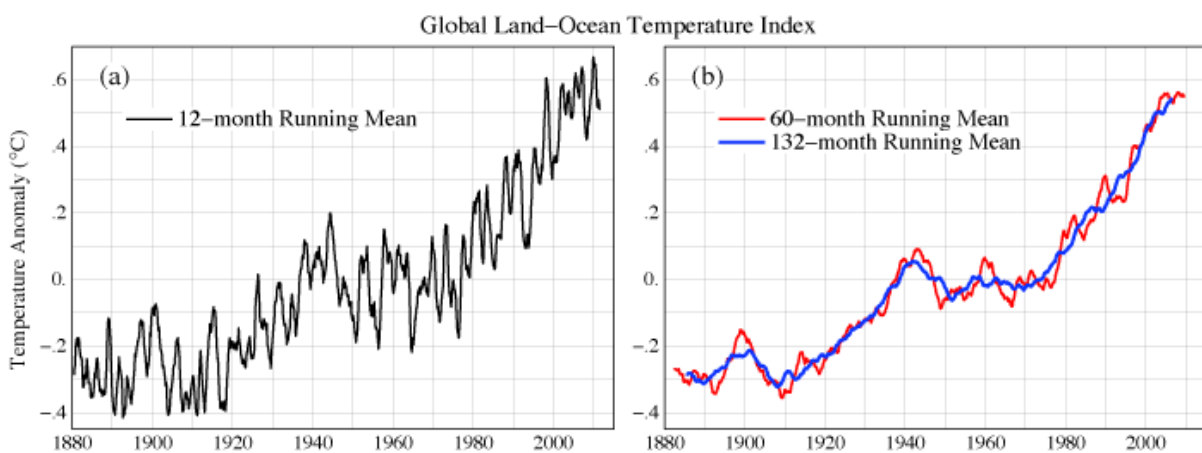 Global Land−Ocean Temperature Index
(a)
12−month Running Mean
Temperature Anomaly (°C)
.6
.4
.2
0.
−.2
−.4
1880 1900 1920 1940 1960 1980 2000
(b)
60−month Running Mean
132−month Running Mean
.6
.4
.2
0.
−.2
−.4
1880 1900 1920 1940 1960 1980 2000